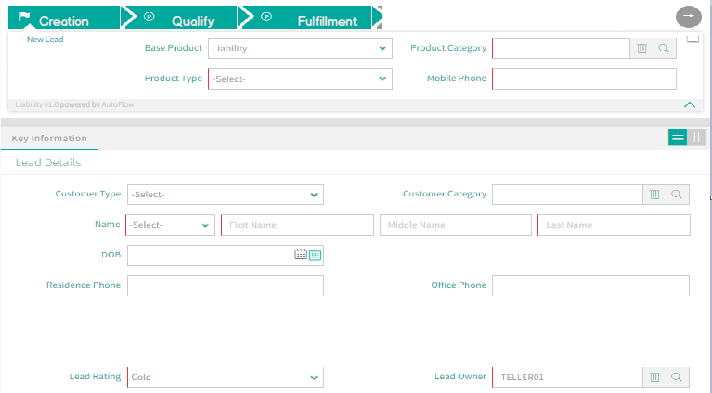 Creation Qualify Fulfillment
New Lead
Base Product Liability Product Category
Product Type -Select- Mobile Phone
Liability v1.0 powered by AutoFlow
Key Information
Lead Details
Customer Type -Select- Customer Category
Name -Select- First Name Middle Name Last Name
DOB
Residence Phone Office Phone
Lead Rating Cold Lead Owner TELLER01